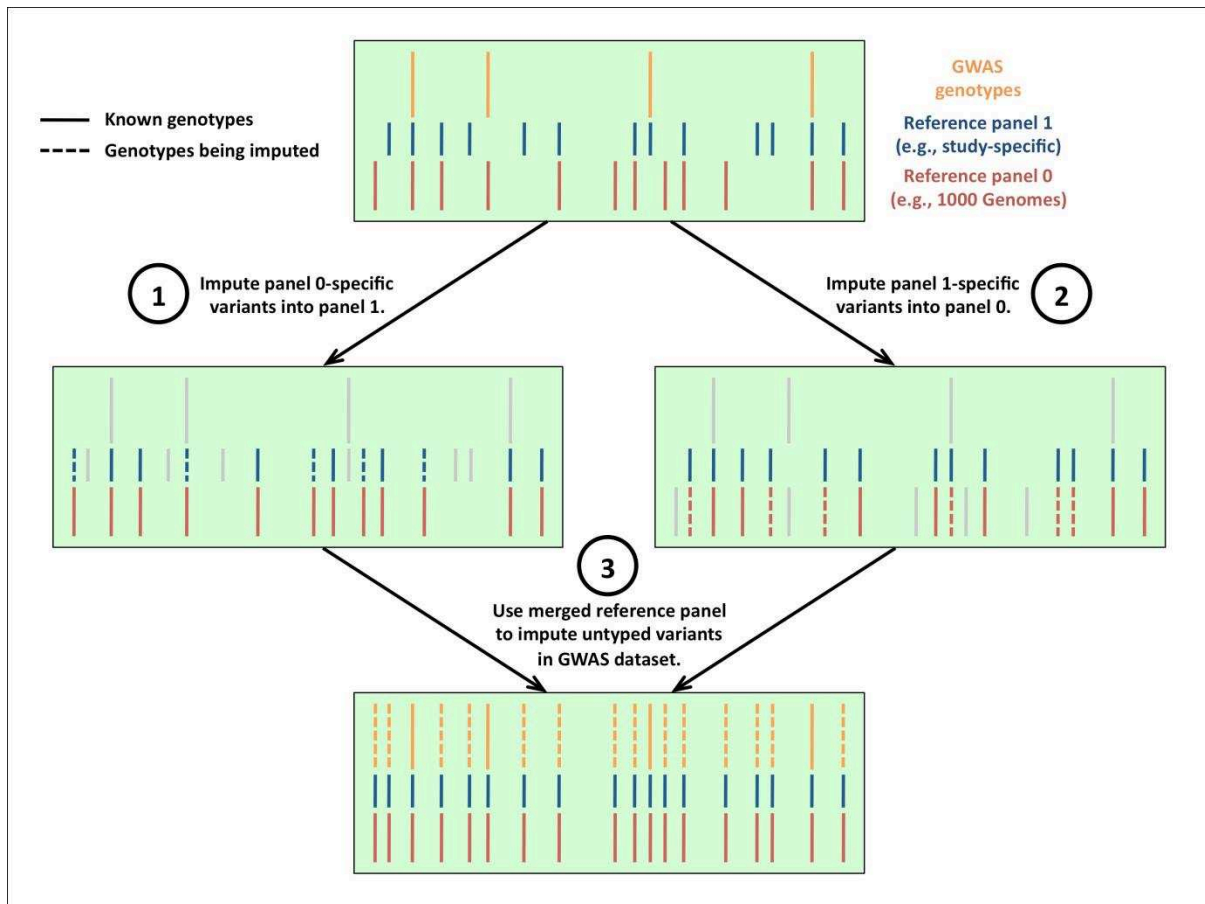 GWAS
genotypes
Known genotypes
Genotypes being imputed
Reference panel 1
(e.g., study-specific)
Reference panel 0
(e.g., 1000 Genomes)
1
Impute panel 0-specific
variants into panel 1.
Impute panel 1-specific
variants into panel 0.
2
3
Use merged reference panel
to impute untyped variants
in GWAS dataset.